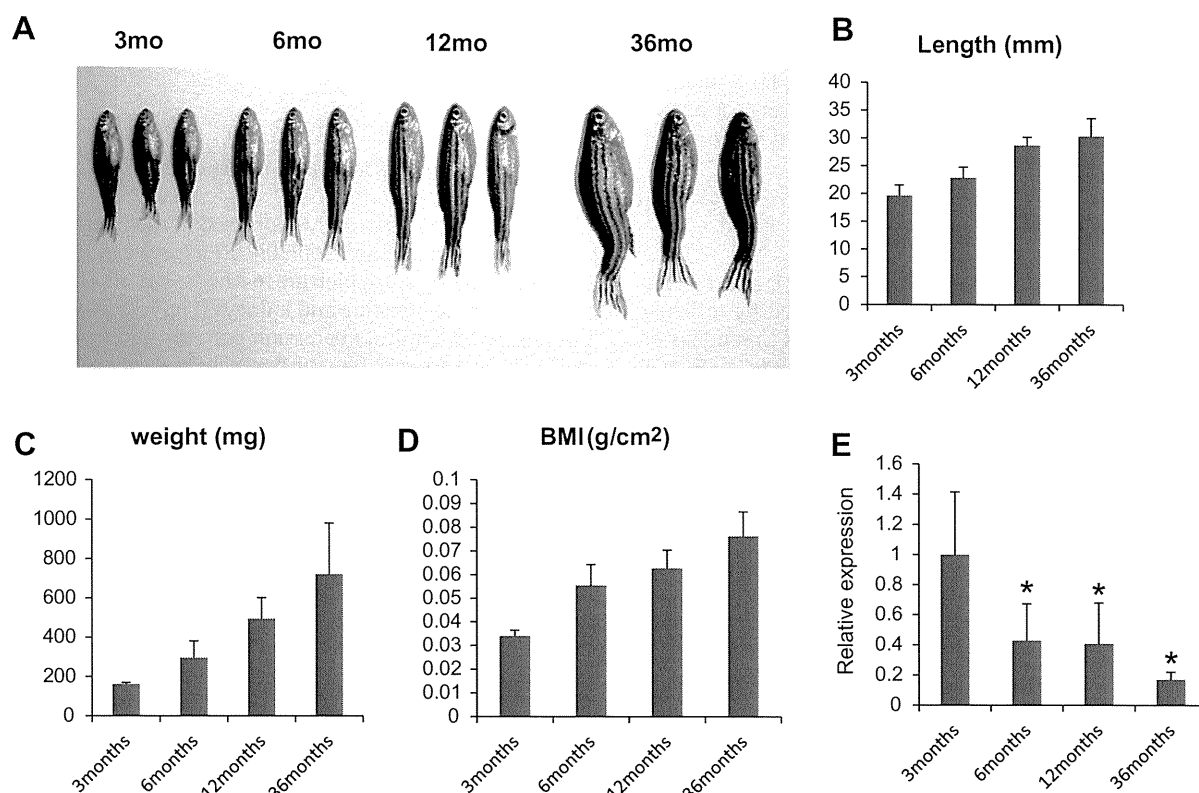 A
3mo 6mo 12mo 36mo
B
Length (mm)
40
35
30
25
20
15
10
5
0
3months
6months
12months
36months
C
weight (mg)
1200
1000
800
600
400
200
0
3months
6months
12months
36months
D
BMI(g/cm2)
0.1
0.09
0.08
0.07
0.06
0.05
0.04
0.03
0.02
0.01
0
3months
6months
12months
36months
E
Relative expression
1.6
1.4
1.2
1
0.8
0.6
0.4
0.2
0
*
*
*
3months
6months
12months
36months